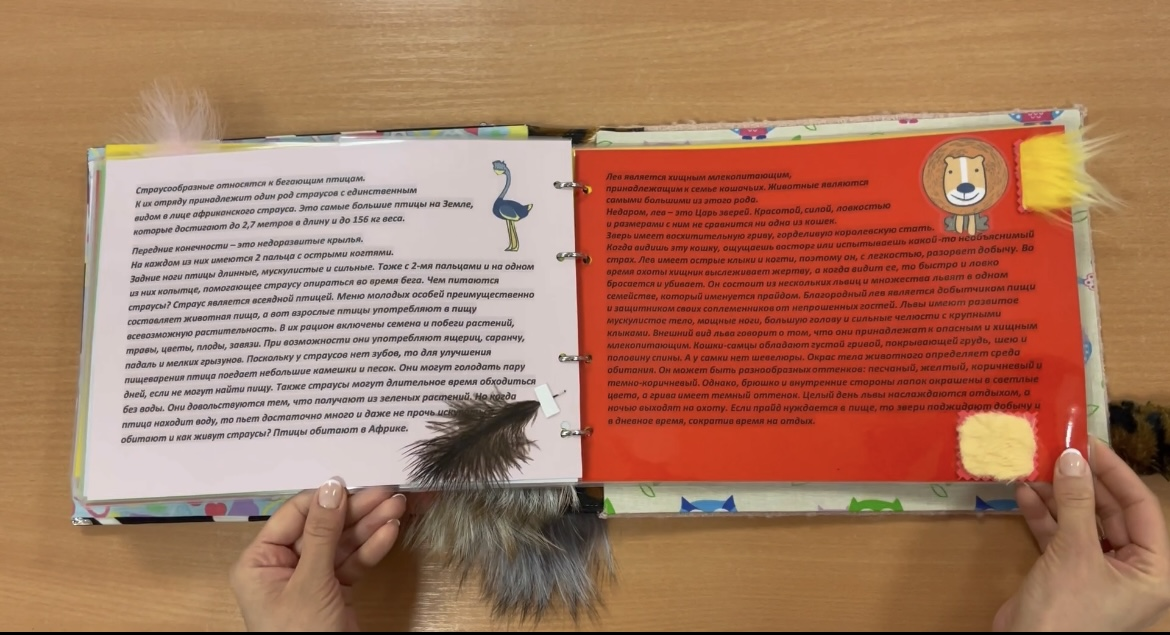 Страусообразные относятся к бегающим птицам.
К их отряду принадлежит один род страусов с единственным
видом в лице африканского страуса. Это самые большие птицы на Земле,
которые достигают до 2,7 метров в длину и до 156 кг веса.
Передние конечности – это недоразвитые крылья.
На каждом из них имеются 2 пальца с острыми когтями.
Задние ноги птицы длинные, мускулистые и сильные. Тоже с 2-мя пальцами и на одном
из них копытце, помогающее страусу опираться во время бега. Чем питаются
страусы? Страус является всеядной птицей. Меню молодых особей преимущественно
составляет животная пища, а вот взрослые птицы употребляют в пищу
всевозможную растительность. В их рацион включены семена и побеги растений,
травы, цветы, плоды, завязи. При возможности они употребляют ящериц, саранчу,
падаль и мелких грызунов. Поскольку у страусов нет зубов, то для улучшения
пищеварения птица поедает небольшие камешки и песок. Они могут голодать пару
дней, если не могут найти пищу. Также страусы могут длительное время обходиться
без воды. Они довольствуются тем, что получают из зеленых растений. Но когда
птица находит воду, то пьет достаточно много и даже не прочь
обитают и как живут страусы? Птицы обитают в Африке.
Лев является хищным млекопитающим,
принадлежащим к семье кошачьих. Животные являются
самыми большими из этого рода.
Недаром, лев – это Царь зверей. Красотой, силой, ловкостью
и размерами с ним не сравнится ни одна из кошек.
Зверь имеет восхитительную гриву, горделивую королевскую стать.
Когда видишь эту кошку, ощущаешь восторг или испытываешь какой-то необъяснимый
страх. Лев имеет острые клыки и когти, поэтому он, с легкостью, разорвет добычу. Во
время охоты хищник выслеживает жертву, а когда видит ее, то быстро и ловко
бросается и убивает. Он состоит из нескольких львиц и множества львят в одном
семействе, который именуется прайдом. Благородный лев является добытчиком пищи
и защитником своих соплеменников от непрошенных гостей. Львы имеют развитое
мускулистое тело, мощные ноги, большую голову и сильные челюсти с крупными
клыками. Внешний вид льва говорит о том, что они принадлежат к опасным и хищным
млекопитающим. Кошки-самцы обладают густой гривой, покрывающей грудь, шею и
половину спины. А у самки нет шевелюры. Окрас тела животного определяет среда
обитания. Он может быть разнообразных оттенков: песчаный, желтый, коричневый и
темно-коричневый. Однако, брюшко и внутренние стороны лапок окрашены в светлые
цвета, а грива имеет темный оттенок. Целый день львы наслаждаются отдыхом, а
ночью выходят на охоту. Если прайд нуждается в пище, то звери поджидают добычу и
в дневное время, сократив время на отдых.